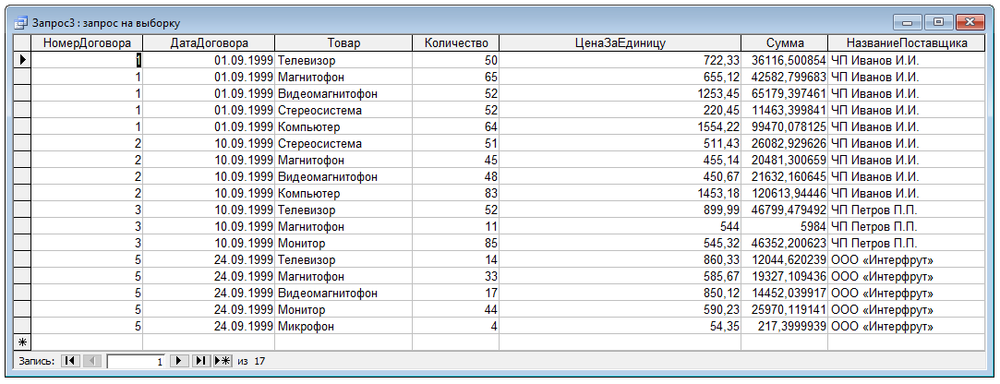 Запрос3 : запрос на выборку
НомерДоговора ДатаДоговора Товар Количество ЦенаЗаЕдиницу Сумма НазваниеПоставщика
1 01.09.1999 Телевизор 50 722,33 36116,500854 ЧП Иванов И.И.
1 01.09.1999 Магнитофон 65 655,12 42582,799683 ЧП Иванов И.И.
1 01.09.1999 Видеомагнитофон 52 1253,45 65179,397461 ЧП Иванов И.И.
1 01.09.1999 Стереосистема 52 220,45 11463,399841 ЧП Иванов И.И.
1 01.09.1999 Компьютер 64 1554,22 99470,078125 ЧП Иванов И.И.
2 10.09.1999 Стереосистема 51 511,43 26082,929626 ЧП Иванов И.И.
2 10.09.1999 Магнитофон 45 455,14 20481,300659 ЧП Иванов И.И.
2 10.09.1999 Видеомагнитофон 48 450,67 21632,160645 ЧП Иванов И.И.
2 10.09.1999 Компьютер 83 1453,18 120613,94446 ЧП Иванов И.И.
3 10.09.1999 Телевизор 52 899,99 46799,479492 ЧП Петров П.П.
3 10.09.1999 Магнитофон 11 544 5984 ЧП Петров П.П.
3 10.09.1999 Монитор 85 545,32 46352,200623 ЧП Петров П.П.
5 24.09.1999 Телевизор 14 860,33 12044,620239 ООО «Интерфрут»
5 24.09.1999 Магнитофон 33 585,67 19327,109436 ООО «Интерфрут»
5 24.09.1999 Видеомагнитофон 17 850,12 14452,039917 ООО «Интерфрут»
5 24.09.1999 Монитор 44 590,23 25970,119141 ООО «Интерфрут»
5 24.09.1999 Микрофон 4 54,35 217,3999939 ООО «Интерфрут»
Запись: 1 из 17